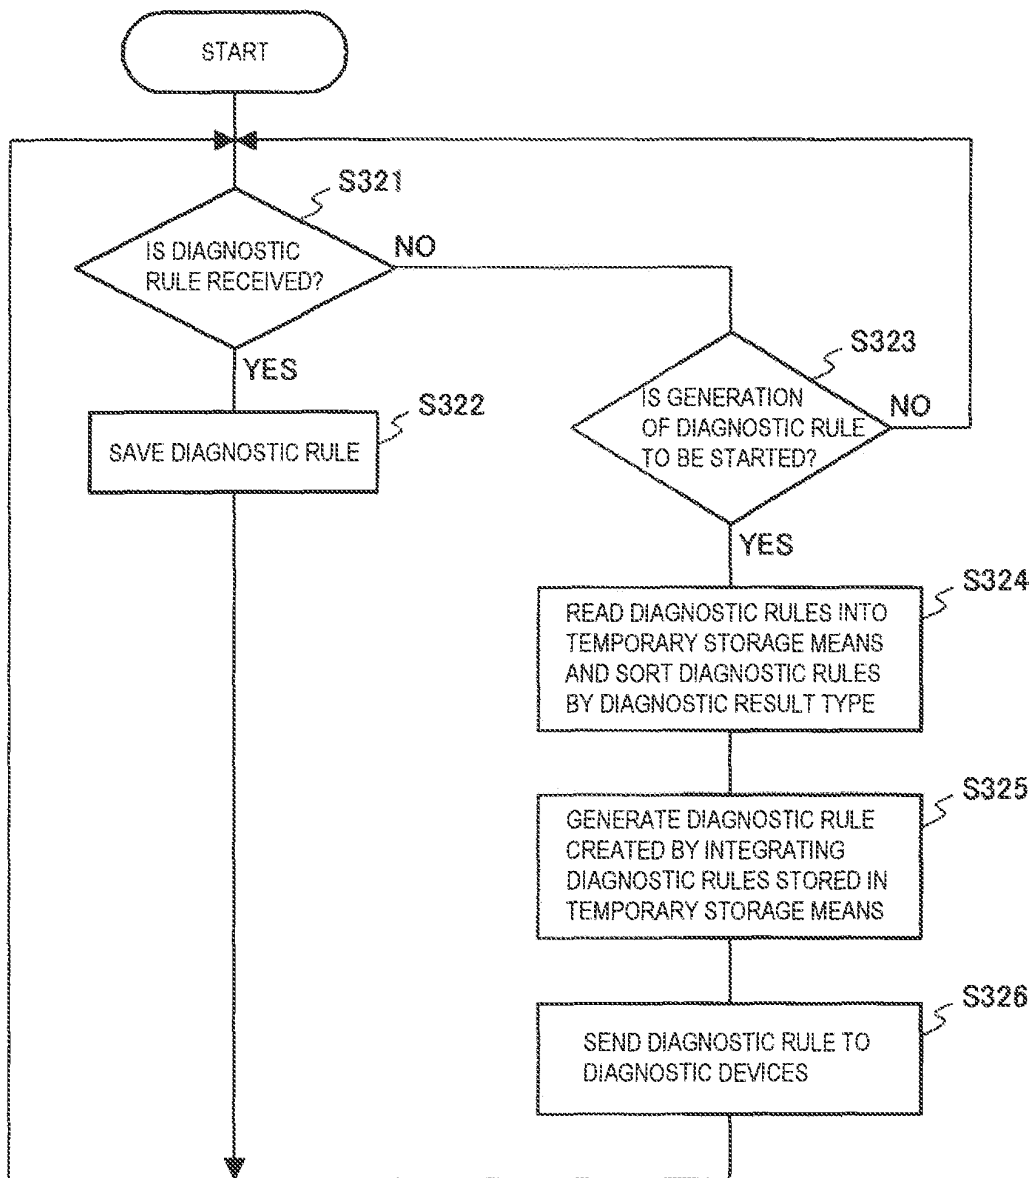 START
S321
IS DIAGNOSTIC
RULE RECEIVED?
NO
YES
S322
SAVE DIAGNOSTIC RULE
S323
IS GENERATION
OF DIAGNOSTIC RULE
TO BE STARTED?
NO
YES
S324
READ DIAGNOSTIC RULES INTO
TEMPORARY STORAGE MEANS
AND SORT DIAGNOSTIC RULES
BY DIAGNOSTIC RESULT TYPE
S325
GENERATE DIAGNOSTIC RULE
CREATED BY INTEGRATING
DIAGNOSTIC RULES STORED IN
TEMPORARY STORAGE MEANS
S326
SEND DIAGNOSTIC RULE TO
DIAGNOSTIC DEVICES